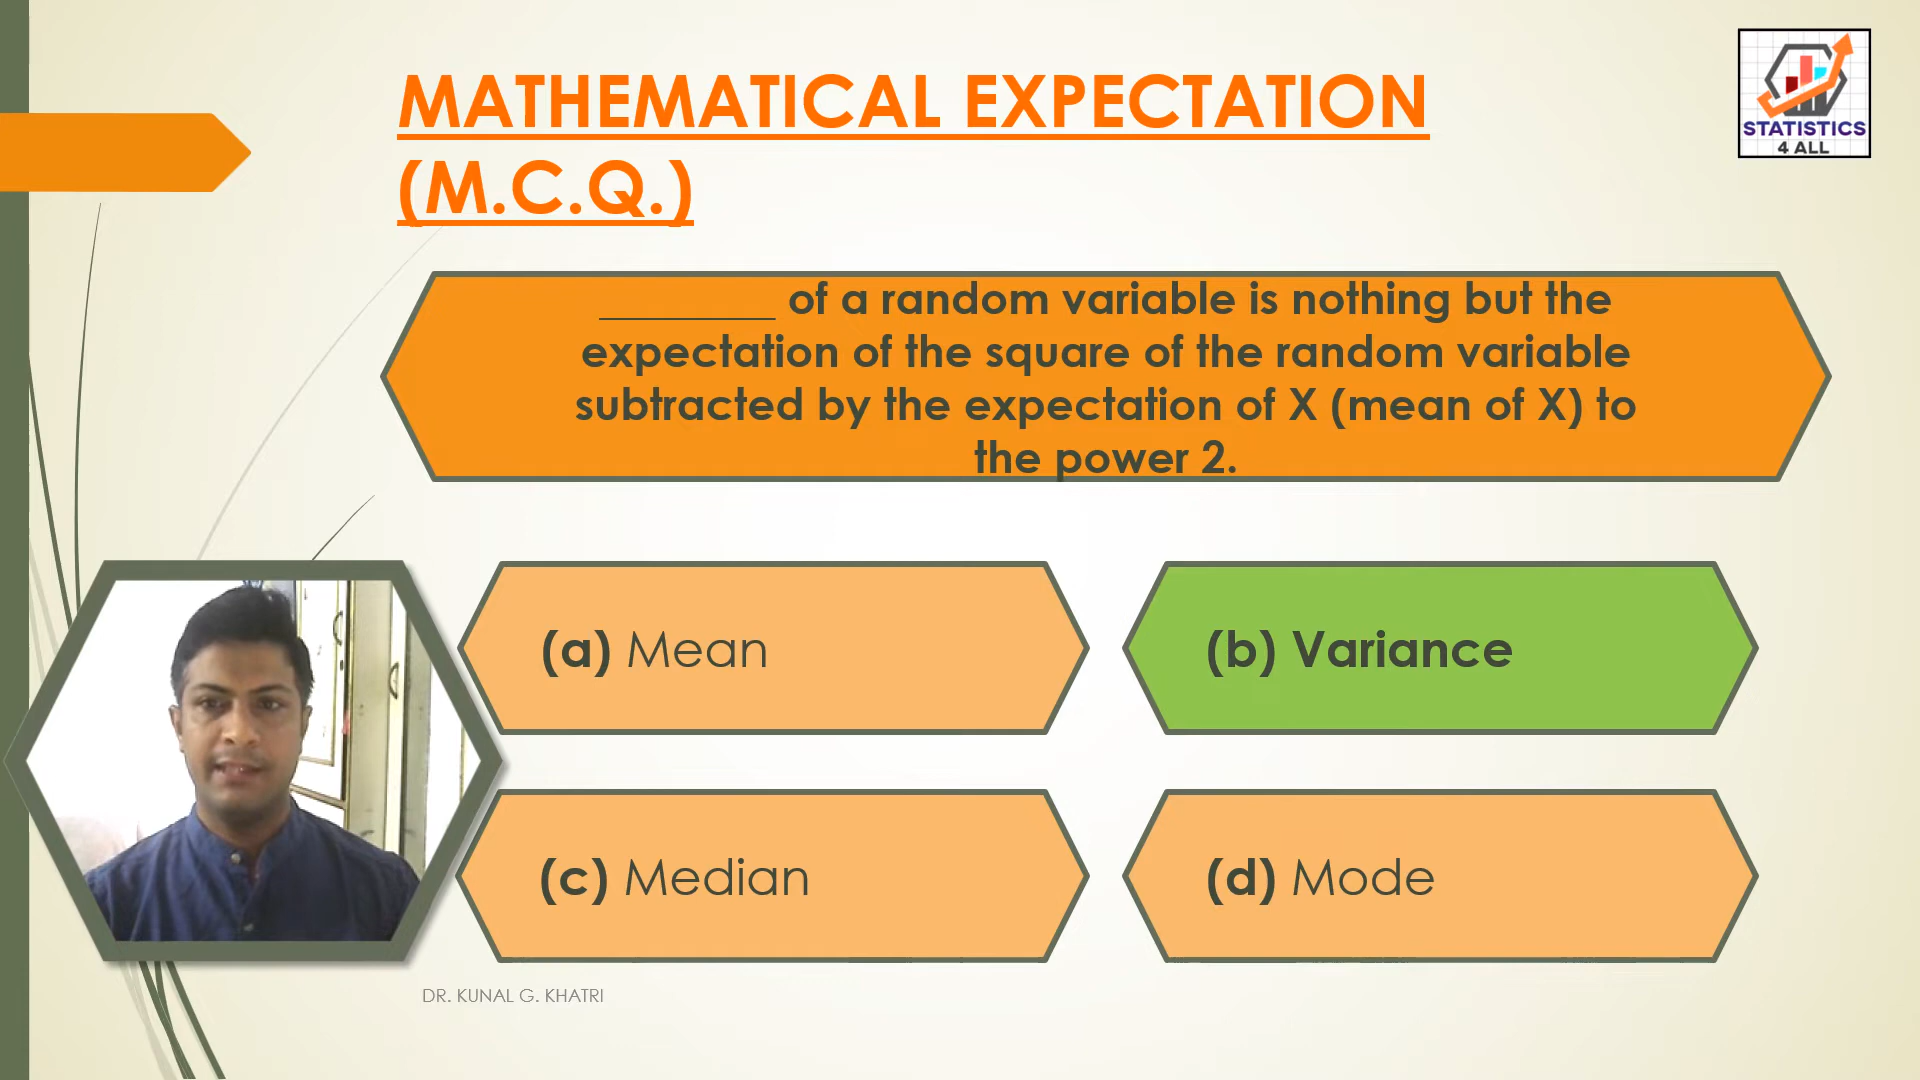 MATHEMATICAL EXPECTATION
(M.C.Q.)
STATISTICS
4 ALL
________ of a random variable is nothing but the
expectation of the square of the random variable
subtracted by the expectation of X (mean of X) to
the power 2.
(a) Mean
(b) Variance
(c) Median
(d) Mode
DR. KUNAL G. KHATRI